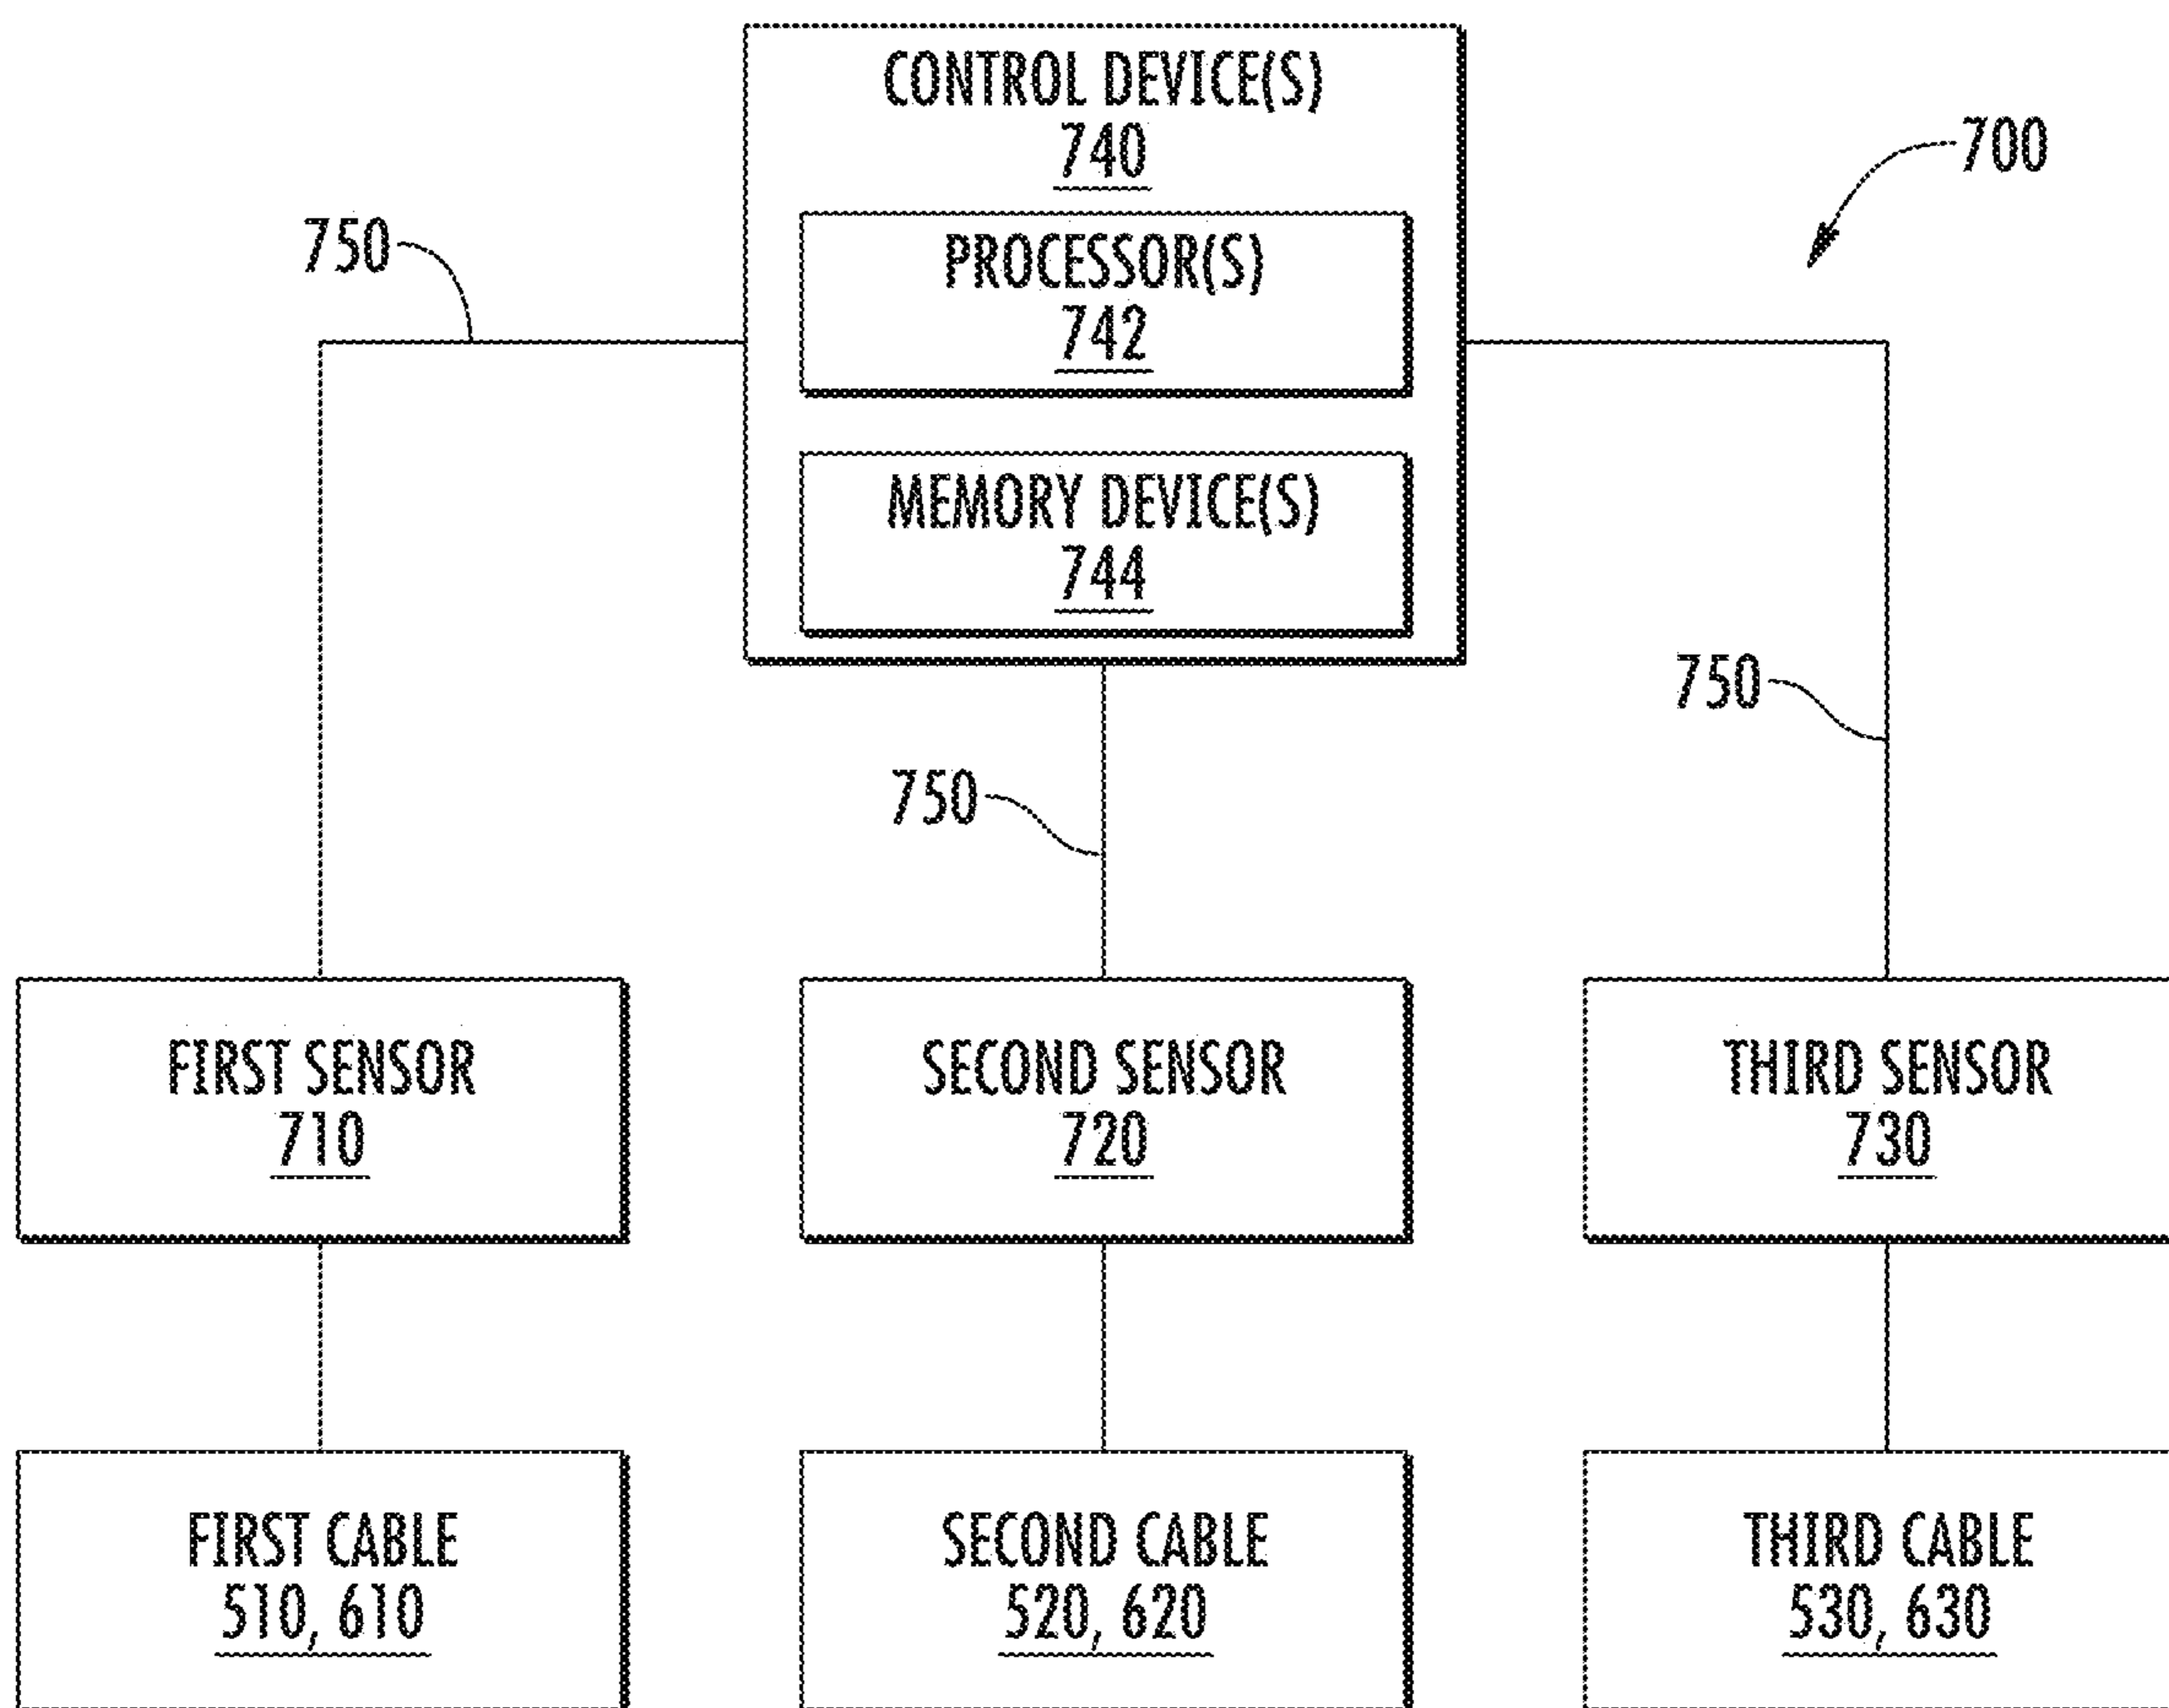 CONTROL DEVICE(S)
740
700
PROCESSOR(S)
742
750
MEMORY DEVICE(S)
744
750
750
FIRST SENSOR
710
SECOND SENSOR
720
THIRD SENSOR
730
FIRST CABLE
510, 610
SECOND CABLE
520, 620
THIRD CABLE
530, 630